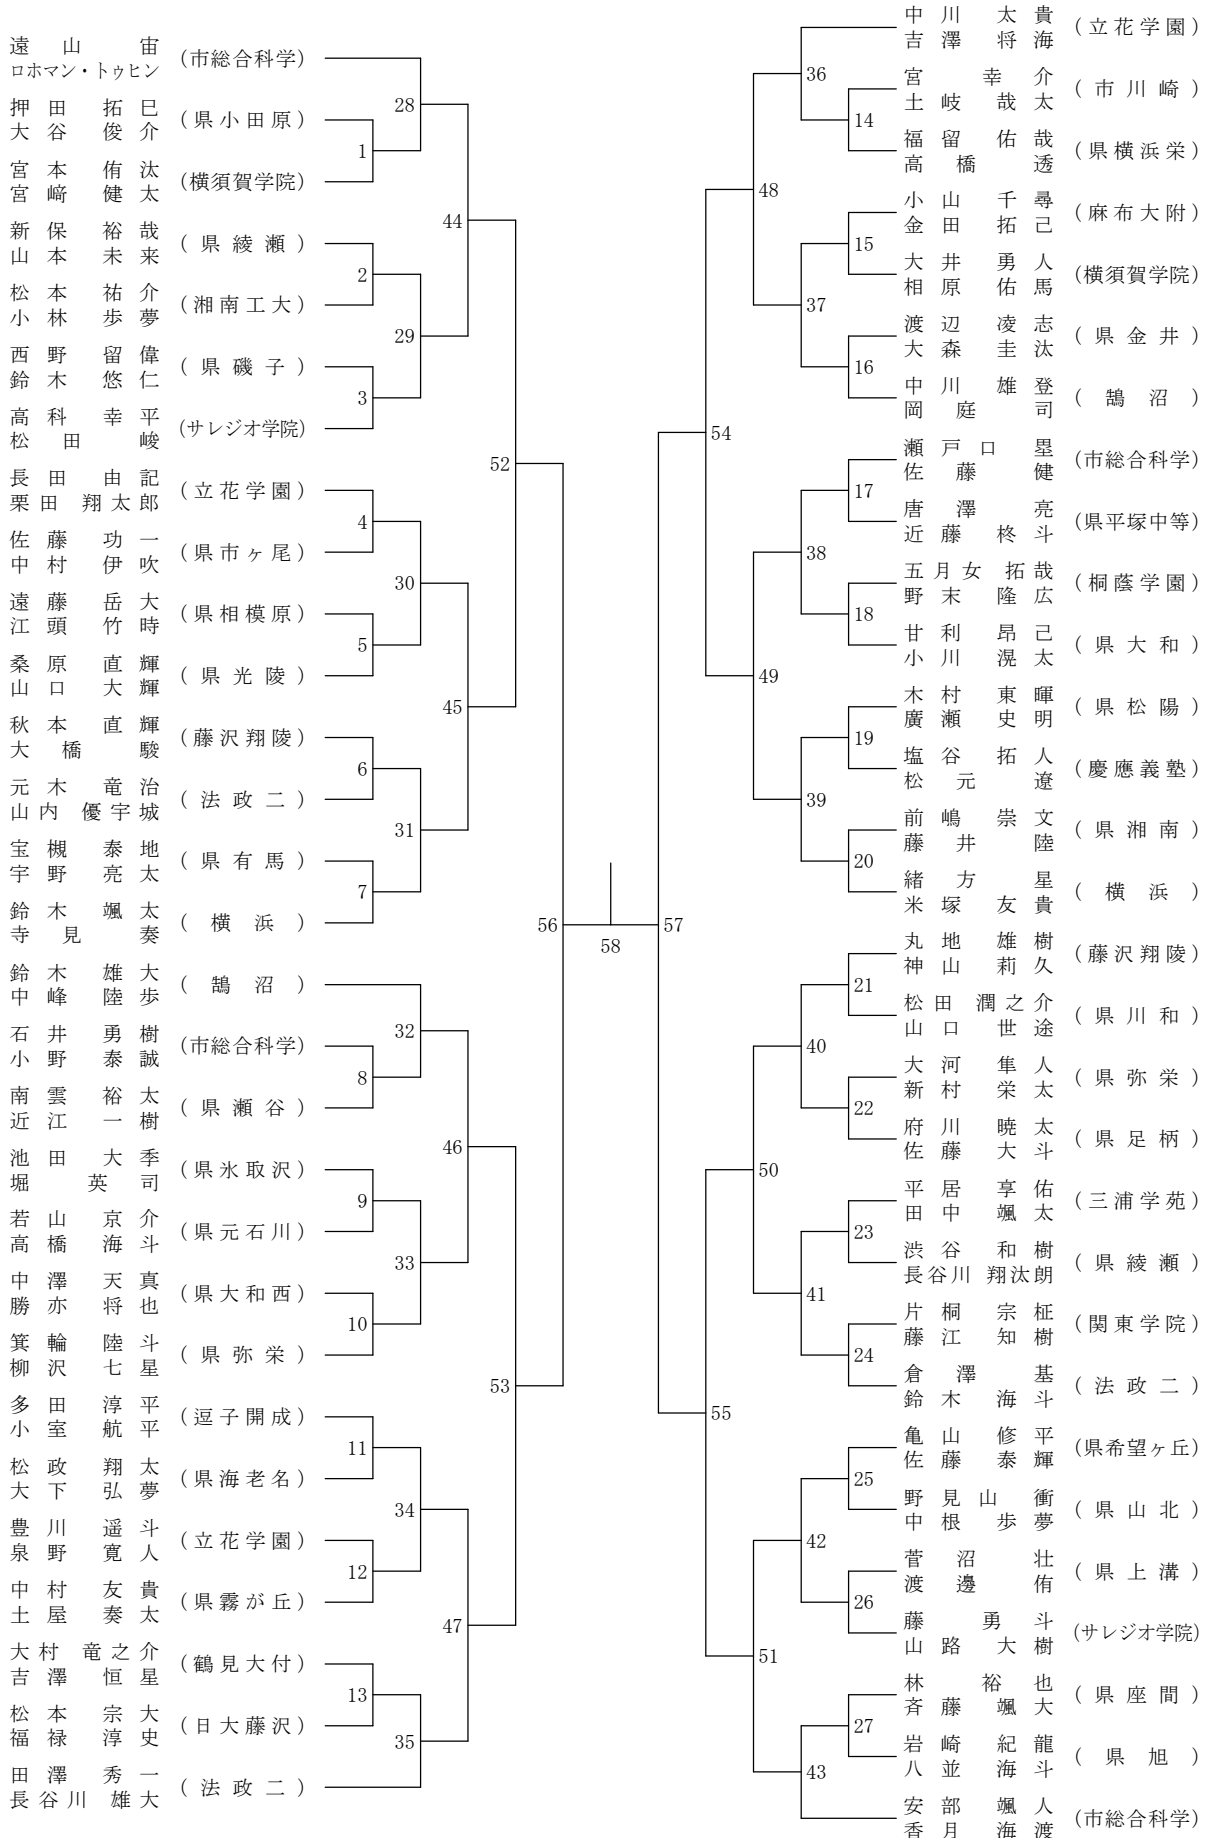 遠山 宙
ロホマン・トゥヒン
(市総合科学)
押田 拓巳
大谷 俊介
(県小田原)
宮本 侑汰
宮﨑 健太
(横須賀学院)
新保 裕哉
山本 未来
(県綾瀬)
松本 祐介
小林 歩夢
(湘南工大)
西野 留偉
鈴木 悠仁
(県磯子)
高科 幸平
松田 峻
(サレジオ学院)
長田 由記
栗田 翔太郎
(立花学園)
佐藤 功一
中村 伊吹
(県市ヶ尾)
遠藤 岳大
江頭 竹時
(県相模原)
桑原 直輝
山口 大輝
(県光陵)
秋本 直輝
大橋 駿
(藤沢翔陵)
元木 竜治
山内 優宇城
(法政二)
宝槻 泰地
宇野 亮太
(県有馬)
鈴木 颯太
寺見 奏
(横浜)
鈴木 雄大
中峰 陸歩
(鵠沼)
石井 勇樹
小野 泰誠
(市総合科学)
南雲 裕太
近江 一樹
(県瀬谷)
池田 大季
堀 英司
(県氷取沢)
若山 京介
高橋 海斗
(県元石川)
中澤 天真
勝亦 将也
(県大和西)
箕輪 陸斗
柳沢 七星
(県弥栄)
多田 淳平
小室 航平
(逗子開成)
松政 翔太
大下 弘夢
(県海老名)
豊川 遥斗
泉野 寛人
(立花学園)
中村 友貴
土屋 奏太
(県霧が丘)
大村 竜之介
吉澤 恒星
(鶴見大付)
松本 宗大
福禄 淳史
(日大藤沢)
田澤 秀一
長谷川 雄大
(法政二)
1
2
3
4
5
6
7
8
9
10
11
12
13
28
29
30
31
32
33
34
35
44
45
46
47
52
53
56
58
57
54
55
48
49
50
51
36
37
38
39
40
41
42
43
14
15
16
17
18
19
20
21
22
23
24
25
26
27
中川 太貴
吉澤 将海
(立花学園)
宮 幸介
土岐 哉太
(市川崎)
福留 佑哉
高橋 透
(県横浜栄)
小山 千尋
金田 拓己
(麻布大附)
大井 勇人
相原 佑馬
(横須賀学院)
渡辺 凌志
大森 圭汰
(県金井)
中川 雄登
岡庭 司
(鵠沼)
瀬戸口 塁
佐藤 健
(市総合科学)
唐澤 亮
近藤 柊斗
(県平塚中等)
五月女 拓哉
野末 隆広
(桐蔭学園)
甘利 昂己
小川 滉太
(県大和)
木村 東暉
廣瀬 史明
(県松陽)
塩谷 拓人
松元 遼
(慶應義塾)
前嶋 崇文
藤井 陸
(県湘南)
緒方 星
米塚 友貴
(横浜)
丸地 雄樹
神山 莉久
(藤沢翔陵)
松田 潤之介
山口 世途
(県川和)
大河 隼人
新村 栄太
(県弥栄)
府川 暁太
佐藤 大斗
(県足柄)
平居 享佑
田中 颯太
(三浦学苑)
渋谷 和樹
長谷川 翔汰朗
(県綾瀬)
片桐 宗柾
藤江 知樹
(関東学院)
倉澤 基
鈴木 海斗
(法政二)
亀山 修平
佐藤 泰輝
(県希望ヶ丘)
野見山 衝
中根 歩夢
(県山北)
菅沼 壮
渡邊 侑
(県上溝)
藤 勇斗
山路 大樹
(サレジオ学院)
林 裕也
斉藤 颯大
(県座間)
岩崎 紀龍
八並 海斗
(県旭)
安部 颯人
香月 海渡
(市総合科学)